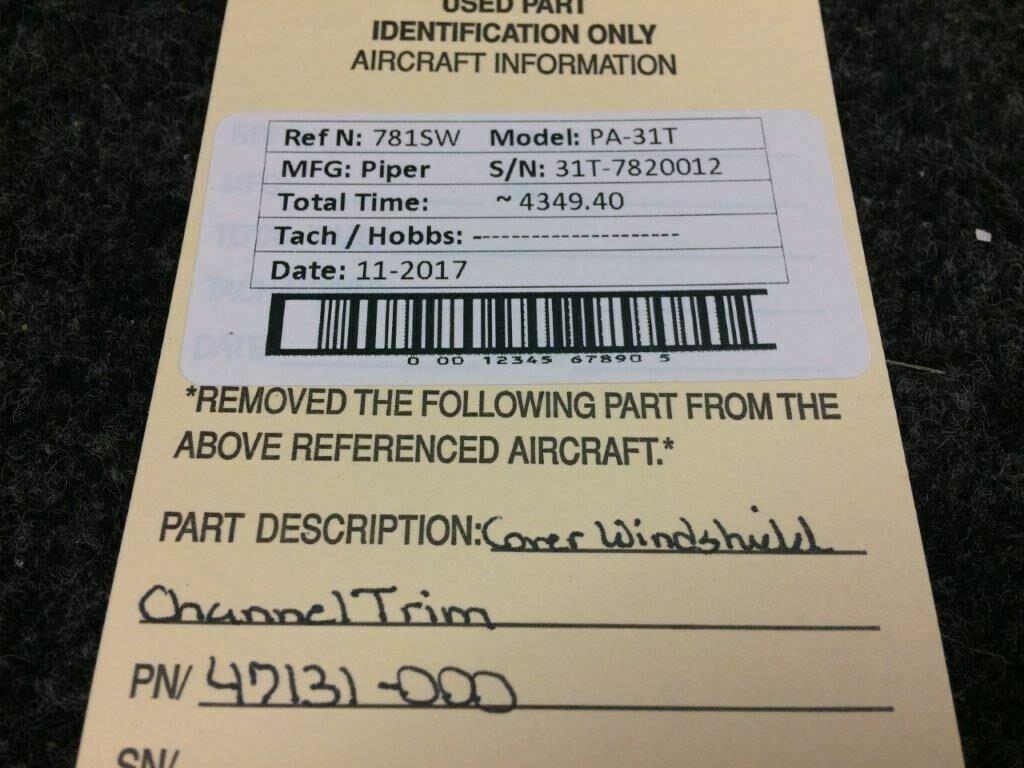 USED PART
IDENTIFICATION ONLY
AIRCRAFT INFORMATION
Ref N: 781SW Model: PA-31T
MFG: Piper S/N: 31T-7820012
Total Time: ~ 4349.40
Tach / Hobbs: ---------------------
Date: 11-2017
0 00 12345 67890 5
*REMOVED THE FOLLOWING PART FROM THE
ABOVE REFERENCED AIRCRAFT.*
PART DESCRIPTION: Cover Windshield
Channel Trim
PN/ 47131-000
SN/